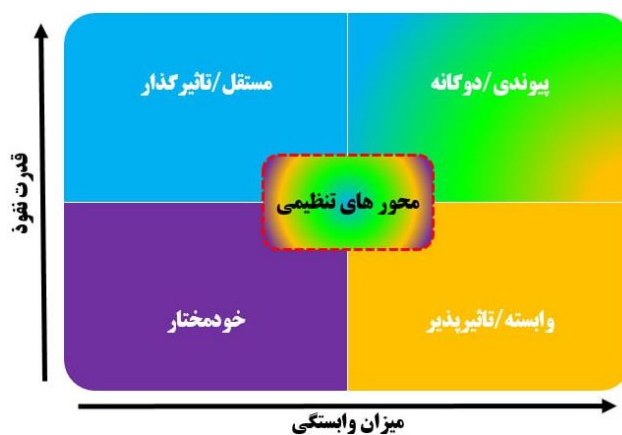 پیوندی/دوگانه
مستقل/تاثیرگذار
محور های تنظیمی
وابسته/تاثیرپذیر
خودمختار
قدرت نفوذ
میزان وابستگی